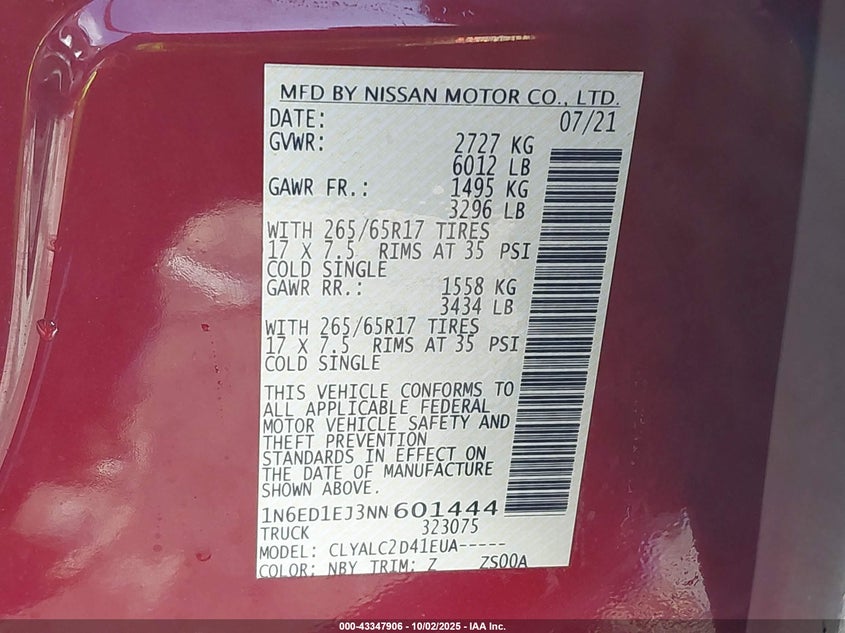 MFD BY NISSAN MOTOR CO., LTD.
DATE: 07/21
GVWR: 2727 KG
6012 LB
GAWR FR.: 1495 KG
3296 LB
WITH 265/65R17 TIRES
17 X 7.5 RIMS AT 35 PSI
COLD SINGLE
GAWR RR.: 1558 KG
3434 LB
WITH 265/65R17 TIRES
17 X 7.5 RIMS AT 35 PSI
COLD SINGLE
THIS VEHICLE CONFORMS TO
ALL APPLICABLE FEDERAL
MOTOR VEHICLE SAFETY AND
THEFT PREVENTION
STANDARDS IN EFFECT ON
THE DATE OF MANUFACTURE
SHOWN ABOVE.
1N6ED1EJ3NN601444
TRUCK 323075
MODEL: CLYALC2D41EUA-----
COLOR: NBY TRIM: Z ZS00A
000-43347906 - 10/02/2025 - IAA Inc.